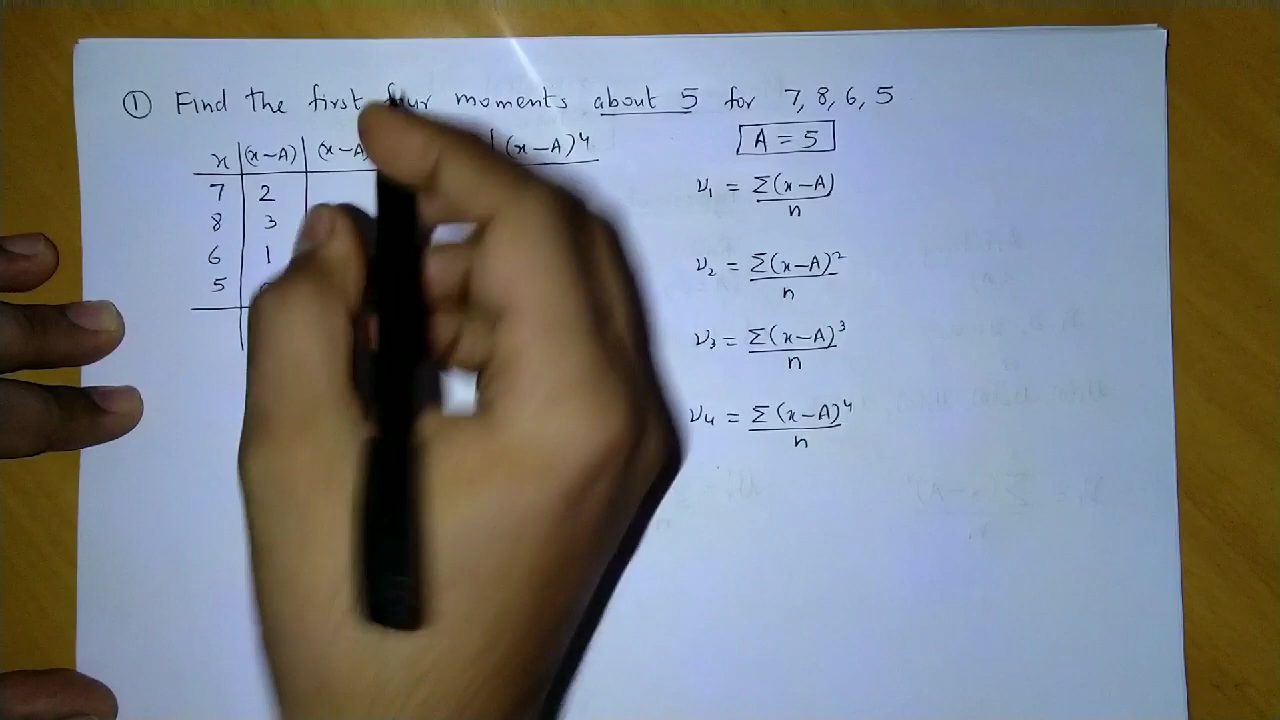 ① Find the first four moments about 5 for 7, 8, 6, 5
x (x-A) (x-A) (x-A)⁴
7 2
8 3
6 1
5
A = 5
ν₁ = Σ(x-A)/n
ν₂ = Σ(x-A)²/n
ν₃ = Σ(x-A)³/n
ν₄ = Σ(x-A)⁴/n